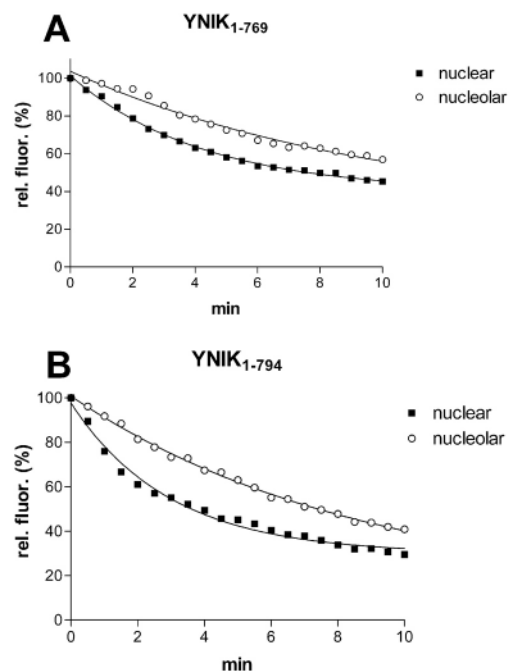 A
YNIK1-769
nuclear
nucleolar
rel. fluor. (%)
100
80
60
40
20
0
0 2 4 6 8 10
min
B
YNIK1-794
nuclear
nucleolar
rel. fluor. (%)
100
80
60
40
20
0
0 2 4 6 8 10
min